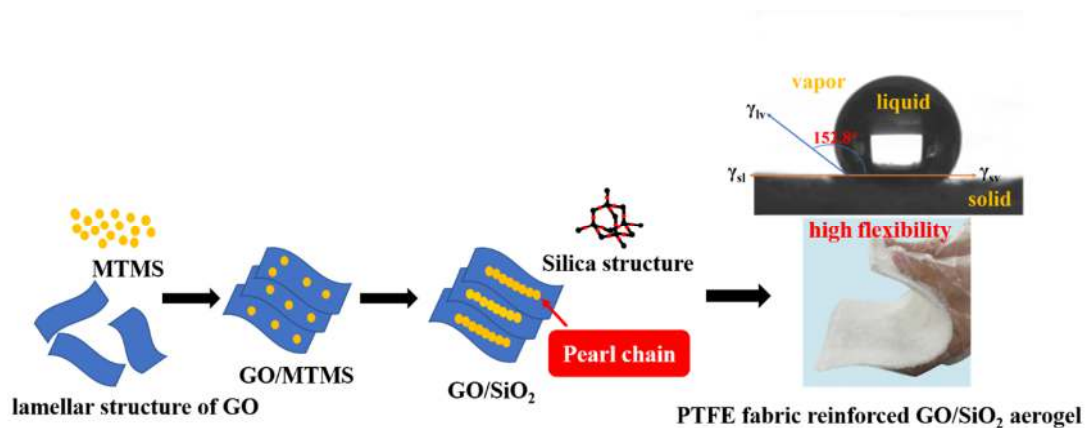 MTMS
lamellar structure of GO
GO/MTMS
GO/SiO₂
Pearl chain
Silica structure
vapor
liquid
γlv
152.8°
γsl
γsv
solid
high flexibility
PTFE fabric reinforced GO/SiO₂ aerogel